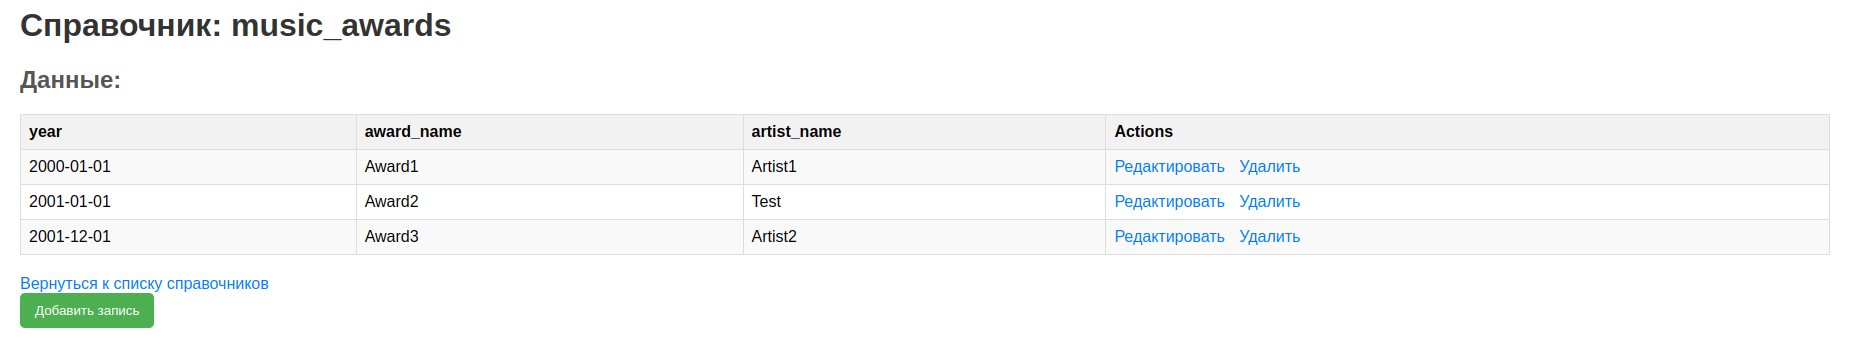 Справочник: music_awards
Данные:
year award_name artist_name Actions
2000-01-01 Award1 Artist1 Редактировать Удалить
2001-01-01 Award2 Test Редактировать Удалить
2001-12-01 Award3 Artist2 Редактировать Удалить
Вернуться к списку справочников
Добавить запись